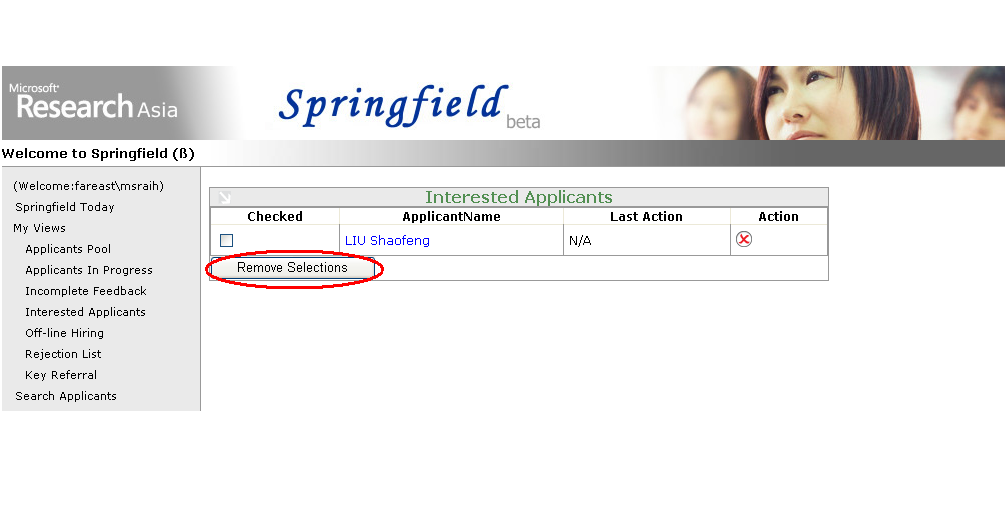 Microsoft®
Research Asia
Springfield beta
Welcome to Springfield (ß)
(Welcome:fareast\msraih)
Springfield Today
My Views
Applicants Pool
Applicants In Progress
Incomplete Feedback
Interested Applicants
Off-line Hiring
Rejection List
Key Referral
Search Applicants
Interested Applicants
Checked ApplicantName Last Action Action
LIU Shaofeng N/A
Remove Selections